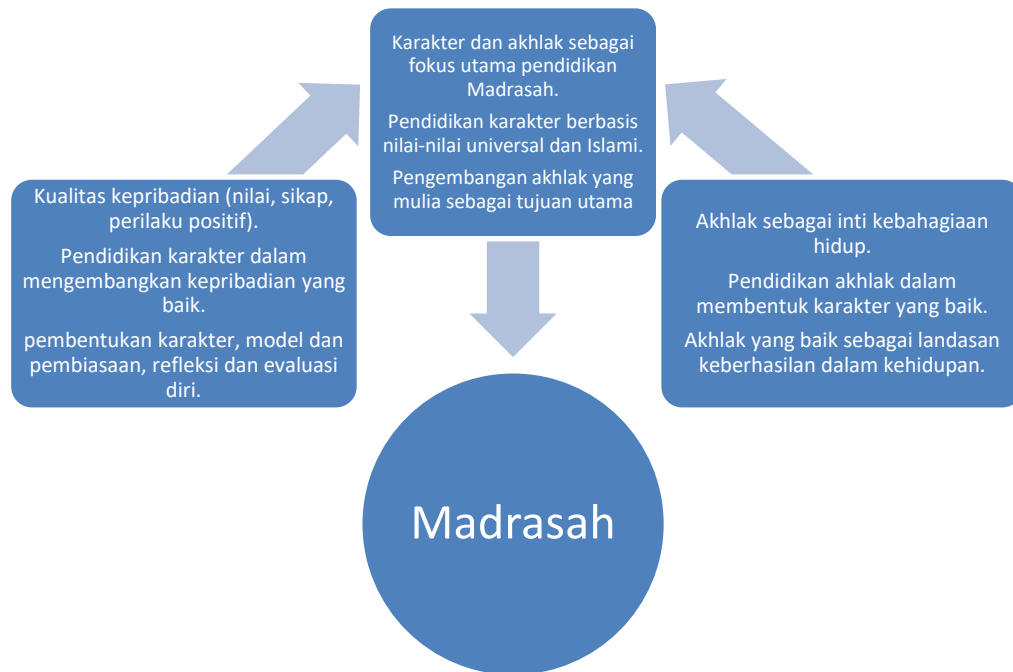 Karakter dan akhlak sebagai
fokus utama pendidikan
Madrasah.
Pendidikan karakter berbasis
nilai-nilai universal dan Islami.
Pengembangan akhlak yang
mulia sebagai tujuan utama
Kualitas kepribadian (nilai, sikap,
perilaku positif).
Pendidikan karakter dalam
mengembangkan kepribadian yang
baik.
pembentukan karakter, model dan
pembiasaan, refleksi dan evaluasi
diri.
Akhlak sebagai inti kebahagiaan
hidup.
Pendidikan akhlak dalam
membentuk karakter yang baik.
Akhlak yang baik sebagai landasan
keberhasilan dalam kehidupan.
Madrasah